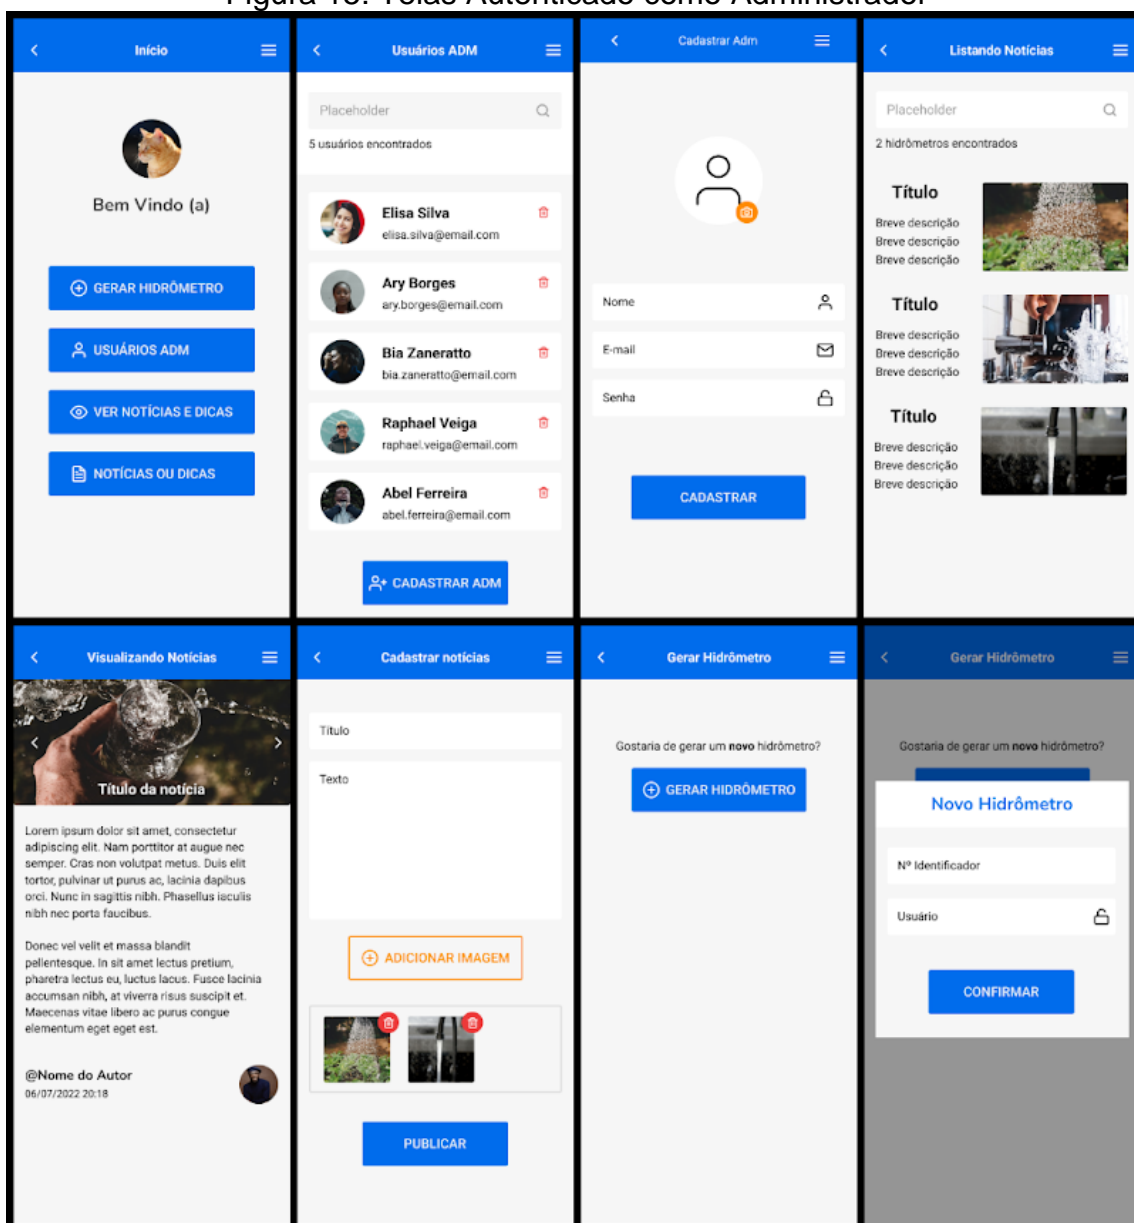 Figura 18: Telas Autenticado como Administrador
Início
Bem Vindo (a)
GERAR HIDRÔMETRO
USUÁRIOS ADM
VER NOTÍCIAS E DICAS
NOTÍCIAS OU DICAS
Usuários ADM
Placeholder
5 usuários encontrados
Elisa Silva
elisa.silva@email.com
Ary Borges
ary.borges@email.com
Bia Zaneratto
bia.zaneratto@email.com
Raphael Veiga
raphael.veiga@email.com
Abel Ferreira
abel.ferreira@email.com
CADASTRAR ADM
Cadastrar Adm
Nome
E-mail
Senha
CADASTRAR
Listando Notícias
Placeholder
2 hidrômetros encontrados
Título
Breve descrição
Breve descrição
Breve descrição
Título
Breve descrição
Breve descrição
Breve descrição
Título
Breve descrição
Breve descrição
Breve descrição
Visualizando Notícias
Título da notícia
Lorem ipsum dolor sit amet, consectetur
adipiscing elit. Nam porttitor at augue nec
semper. Cras non volutpat metus. Duis elit
tortor, pulvinar ut purus ac, lacinia dapibus
orci. Nunc in sagittis nibh. Phasellus iaculis
nibh nec porta faucibus.
Donec vel velit et massa blandit
pellentesque. In sit amet lectus pretium,
pharetra lectus eu, luctus lacus. Fusce lacinia
accumsan nibh, at viverra risus suscipit et.
Maecenas vitae libero ac purus congue
elementum eget eget est.
@Nome do Autor
06/07/2022 20:18
Cadastrar notícias
Título
Texto
ADICIONAR IMAGEM
PUBLICAR
Gerar Hidrômetro
Gostaria de gerar um novo hidrômetro?
GERAR HIDRÔMETRO
Gerar Hidrômetro
Gostaria de gerar um novo hidrômetro?
Novo Hidrômetro
Nº Identificador
Usuário
CONFIRMAR